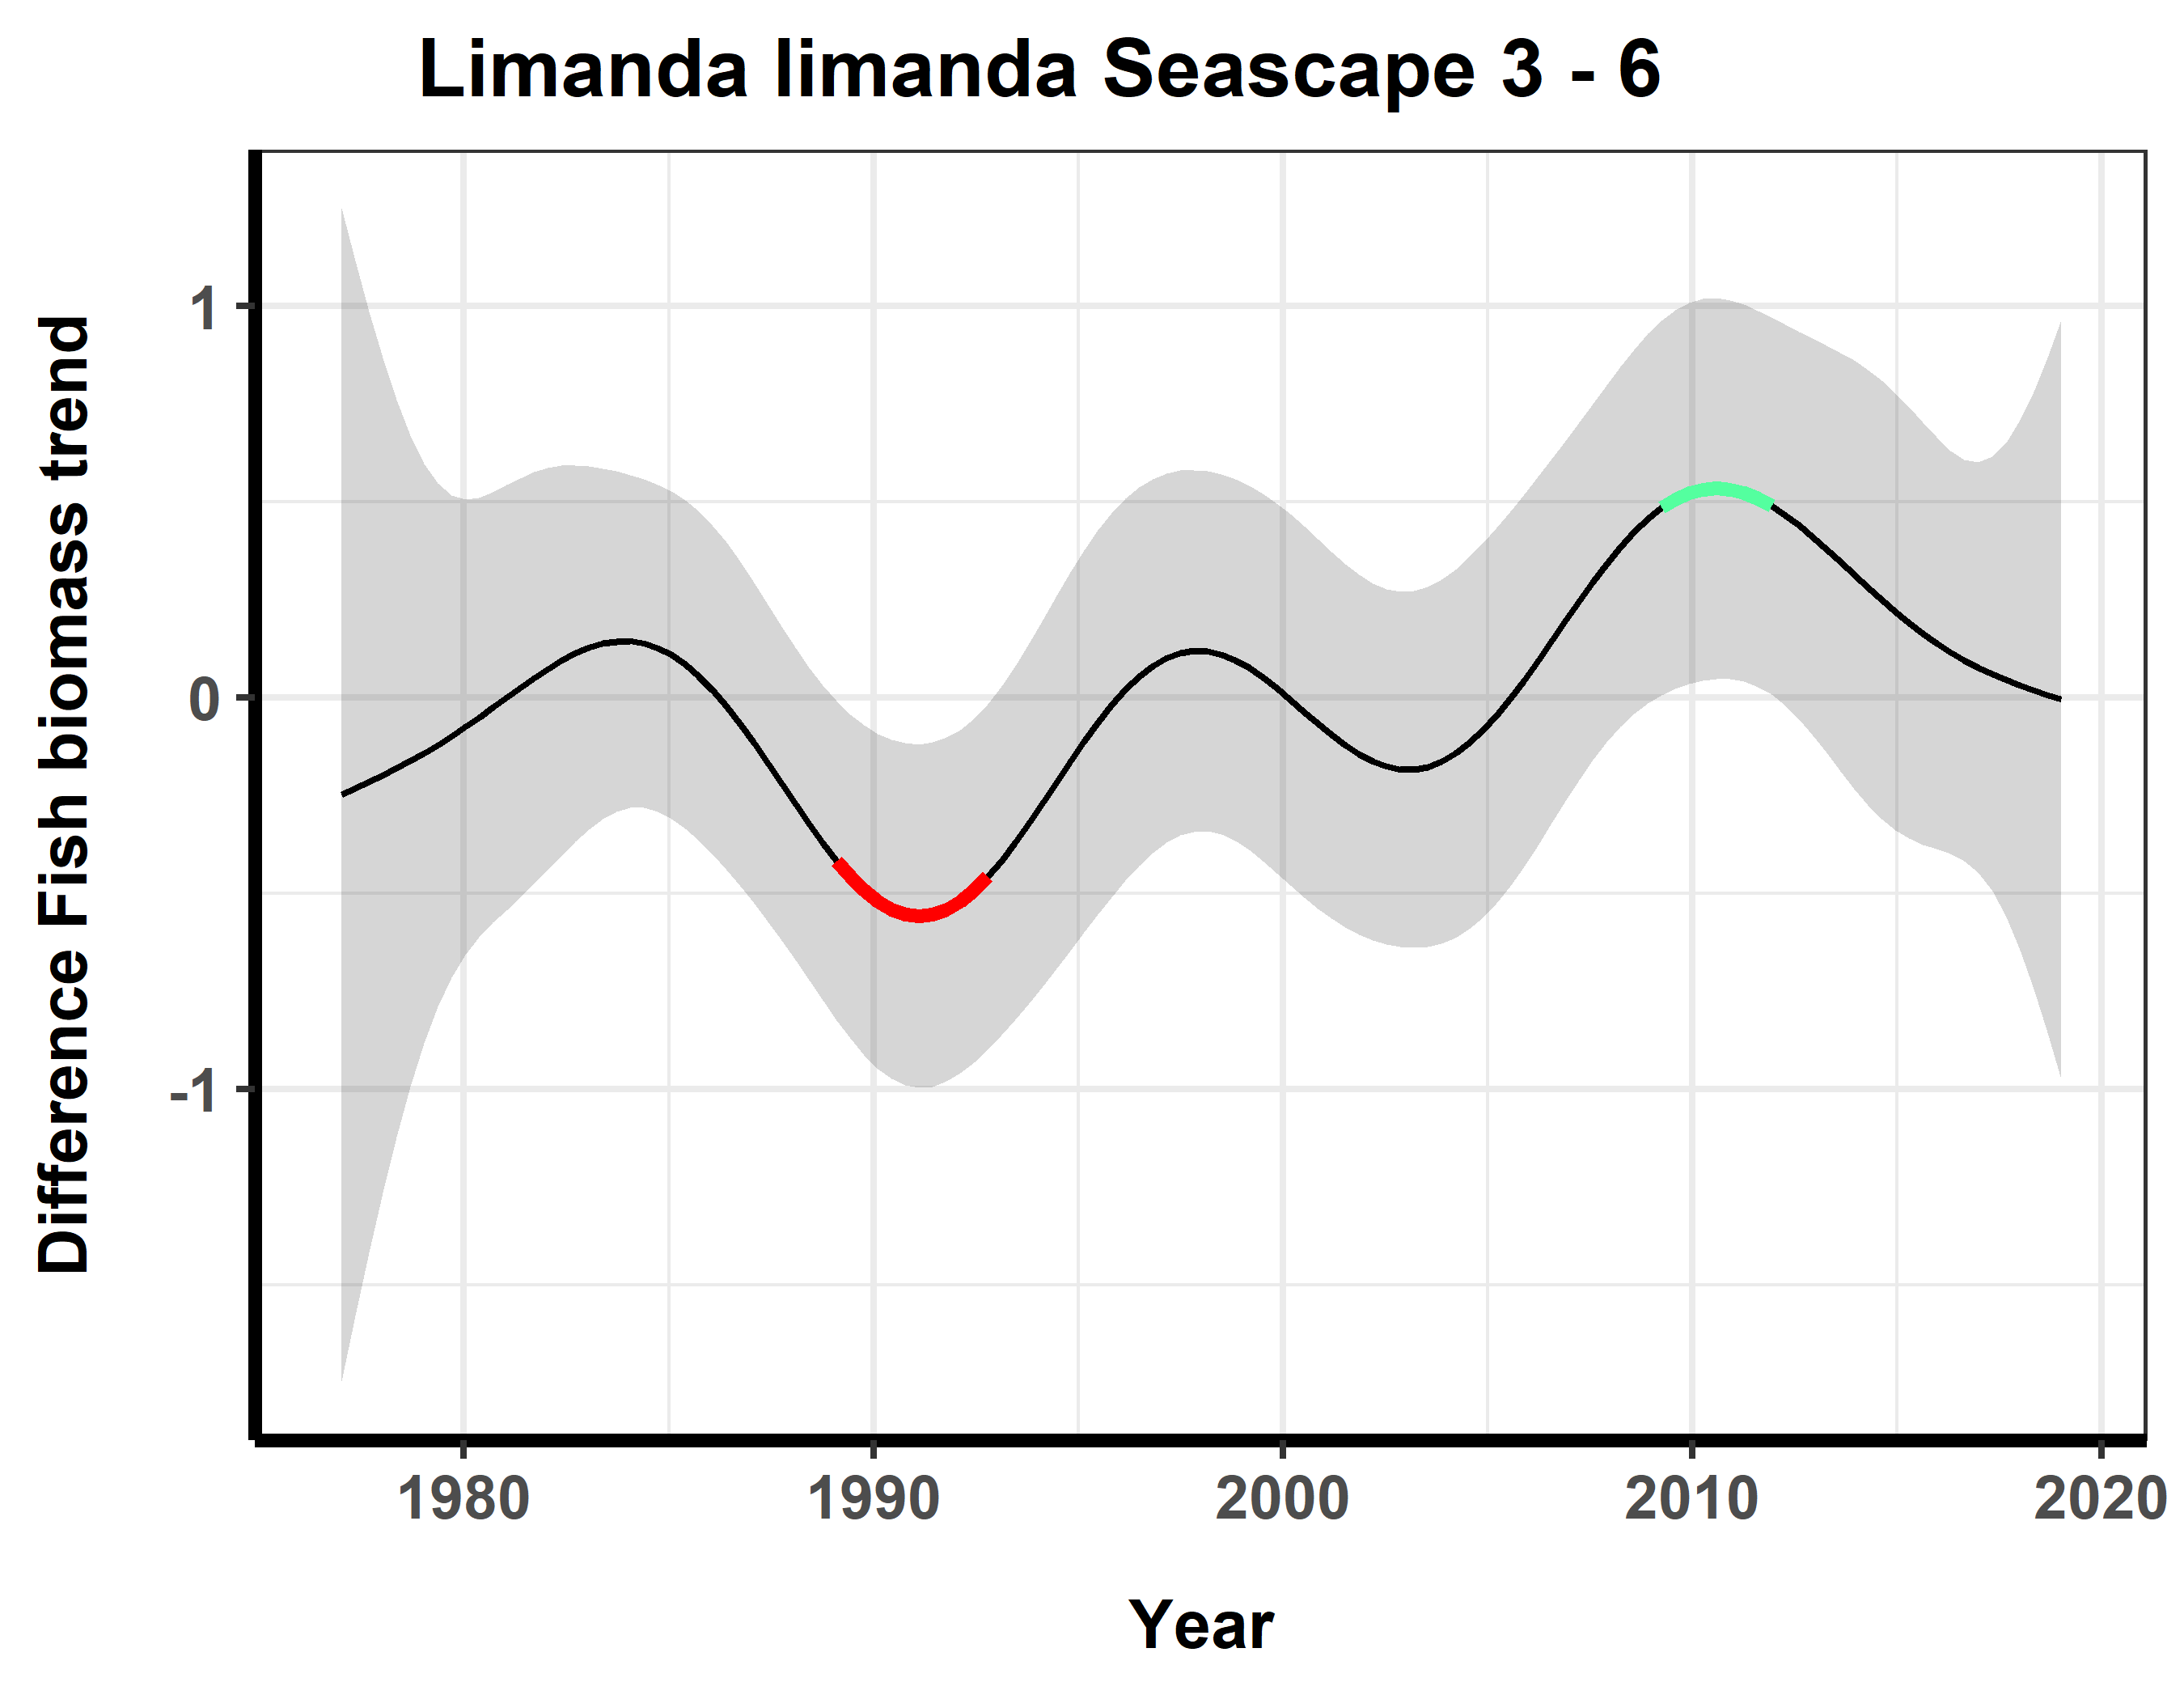 Limanda limanda Seascape 3 - 6
Difference Fish biomass trend
1
0
-1
1980 1990 2000 2010 2020
Year